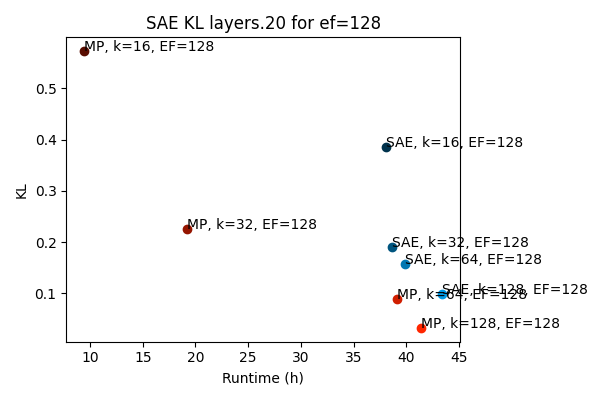 SAE KL layers.20 for ef=128
MP, k=16, EF=128
0.5
SAE, k=16, EF=128
0.4
0.3
KL
MP, k=32, EF=128
SAE, k=32, EF=128
0.2
SAE, k=64, EF=128
SAE, k=128, EF=128
MP, k=64, EF=128
0.1
MP, k=128, EF=128
10 15 20 25 30 35 40 45
Runtime (h)